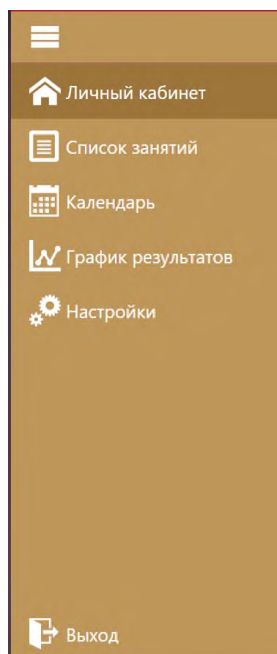 Личный кабинет
Список занятий
Календарь
График результатов
Настройки
Выход